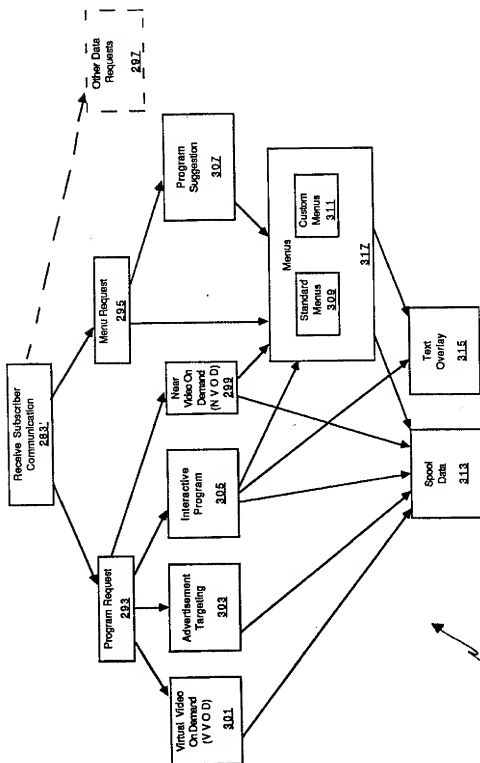 Receive Subscriber
Communication
283'
Other Data
Requests
297
Program Request
293
Menu Request
295
Virtual Video
On Demand
(V V O D)
301
Advertisement
Targeting
303
Interactive
Program
305
Near
Video On
Demand
(N V O D)
299
Program
Suggestion
307
Menus
Standard
Menus
309
Custom
Menus
311
317
Spool
Data
313
Text
Overlay
315